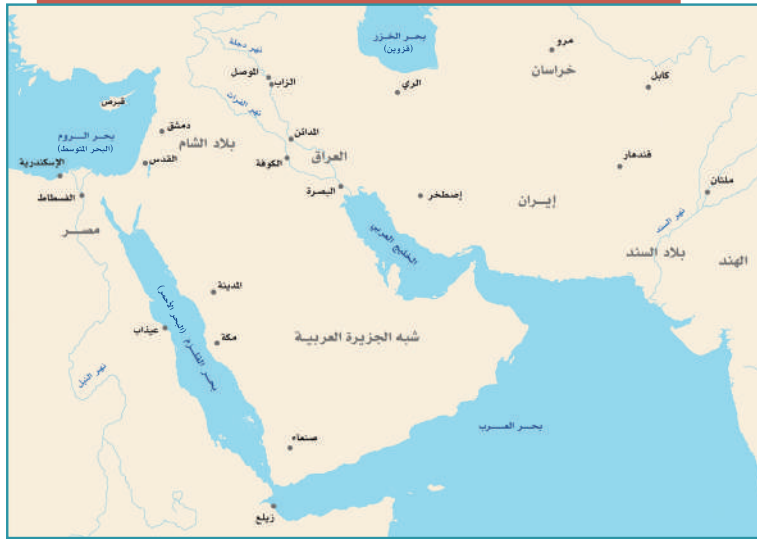 بحر الخزر
(قزوين)
مرو
خراسان
كابل
الري
نهر دجلة
الموصل
الزاب
نهر الفرات
قبرص
بحر الروم
(البحر المتوسط)
دمشق
بلاد الشام
القدس
المدائن
العراق
الكوفة
البصرة
الإسكندرية
الفسطاط
مصر
إصطخر
إيران
قندهار
ملتان
نهر السند
بلاد السند
الهند
الخليج العربي
المدينة
عيذاب
مكة
بحر القلزم (البحر الأحمر)
شبه الجزيرة العربية
نهر النيل
صنعاء
بحر العرب
زيلع